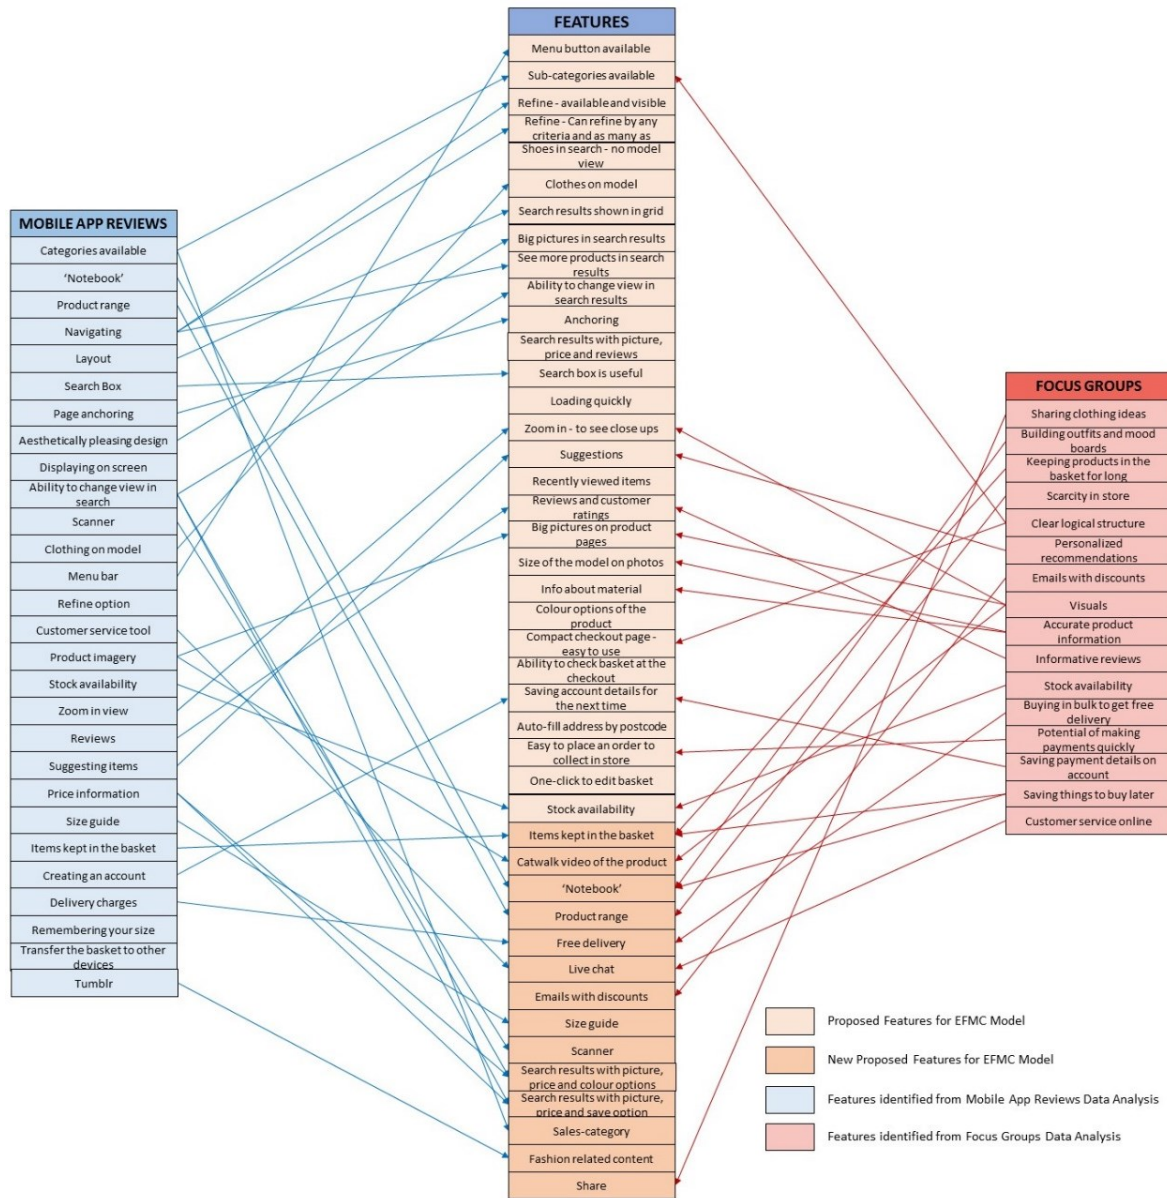 FEATURES
Menu button available
Sub-categories available
Refine - available and visible
Refine - Can refine by any
criteria and as many as
Shoes in search - no model
view
Clothes on model
Search results shown in grid
Big pictures in search results
See more products in search
results
Ability to change view in
search results
Anchoring
Search results with picture,
price and reviews
Search box is useful
Loading quickly
Zoom in - to see close ups
Suggestions
Recently viewed items
Reviews and customer
ratings
Big pictures on product
pages
Size of the model on photos
Info about material
Colour options of the
product
Compact checkout page -
easy to use
Ability to check basket at the
checkout
Saving account details for
the next time
Auto-fill address by postcode
Easy to place an order to
collect in store
One-click to edit basket
Stock availability
Items kept in the basket
Catwalk video of the product
‘Notebook’
Product range
Free delivery
Live chat
Emails with discounts
Size guide
Scanner
Search results with picture,
price and colour options
Search results with picture,
price and save option
Sales-category
Fashion related content
Share
MOBILE APP REVIEWS
Categories available
‘Notebook’
Product range
Navigating
Layout
Search Box
Page anchoring
Aesthetically pleasing design
Displaying on screen
Ability to change view in
search
Scanner
Clothing on model
Menu bar
Refine option
Customer service tool
Product imagery
Stock availability
Zoom in view
Reviews
Suggesting items
Price information
Size guide
Items kept in the basket
Creating an account
Delivery charges
Remembering your size
Transfer the basket to other
devices
Tumblr
FOCUS GROUPS
Sharing clothing ideas
Building outfits and mood
boards
Keeping products in the
basket for long
Scarcity in store
Clear logical structure
Personalized
recommendations
Emails with discounts
Visuals
Accurate product
information
Informative reviews
Stock availability
Buying in bulk to get free
delivery
Potential of making
payments quickly
Saving payment details on
account
Saving things to buy later
Customer service online
Proposed Features for EFMC Model
New Proposed Features for EFMC Model
Features identified from Mobile App Reviews Data Analysis
Features identified from Focus Groups Data Analysis